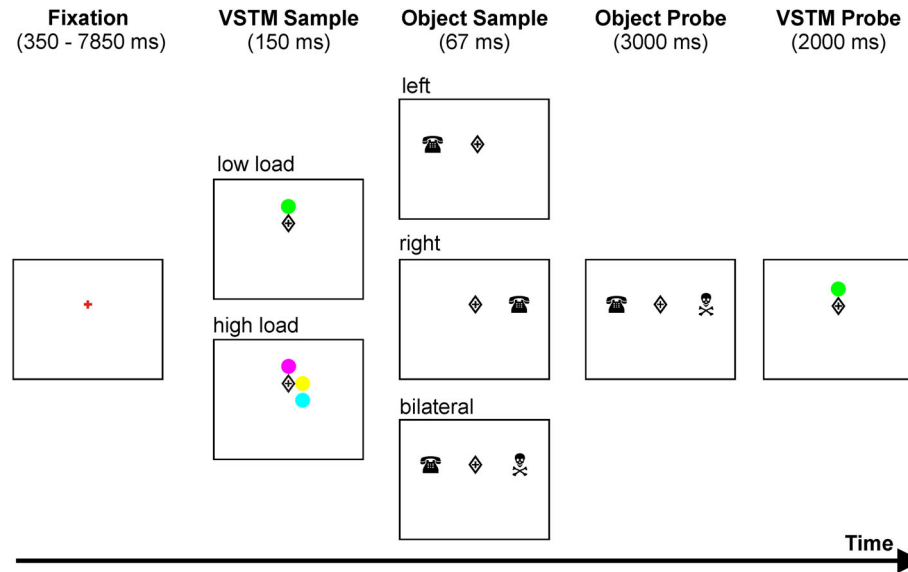 Fixation
(350 - 7850 ms)
VSTM Sample
(150 ms)
Object Sample
(67 ms)
Object Probe
(3000 ms)
VSTM Probe
(2000 ms)
left
low load
right
high load
bilateral
Time